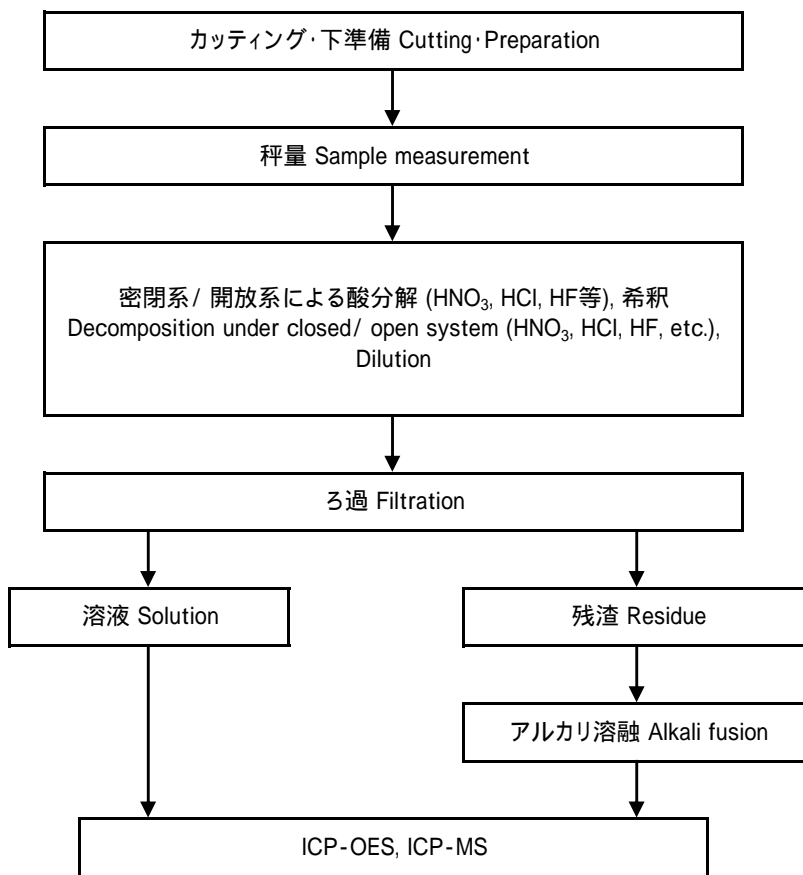 カッティング・下準備 Cutting・Preparation
秤量 Sample measurement
密閉系/ 開放系による酸分解 (HNO₃, HCl, HF等), 希釈
Decomposition under closed/ open system (HNO₃, HCl, HF, etc.),
Dilution
ろ過 Filtration
溶液 Solution
残渣 Residue
アルカリ溶融 Alkali fusion
ICP-OES, ICP-MS